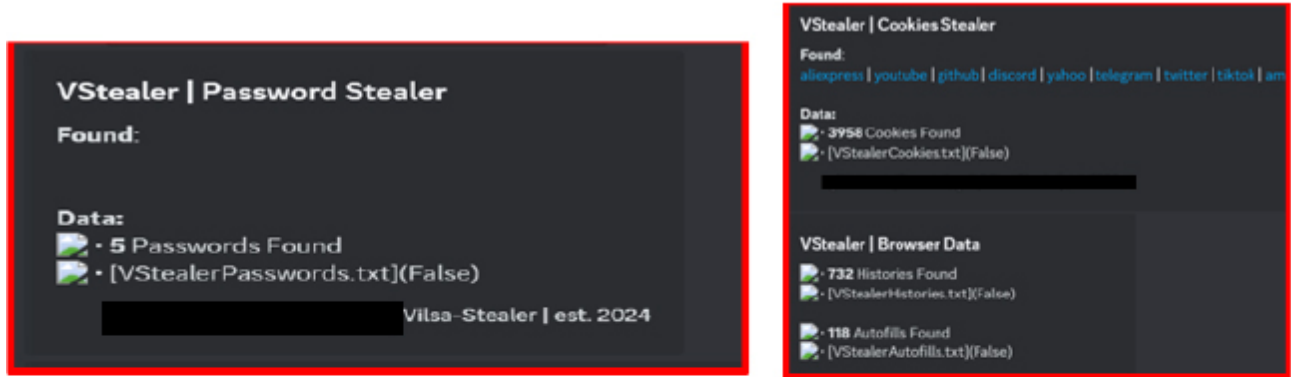 VStealer | Password Stealer
Found:
Data:
• 5 Passwords Found
• [VStealerPasswords.txt](False)
Vilsa-Stealer | est. 2024
VStealer | Cookies Stealer
Found:
aliexpress | youtube | github | discord | yahoo | telegram | twitter | tiktok | am
Data:
• 3958 Cookies Found
• [VStealerCookies.txt](False)
VStealer | Browser Data
• 732 Histories Found
• [VStealerHistories.txt](False)
• 118 Autofills Found
• [VStealerAutofills.txt](False)